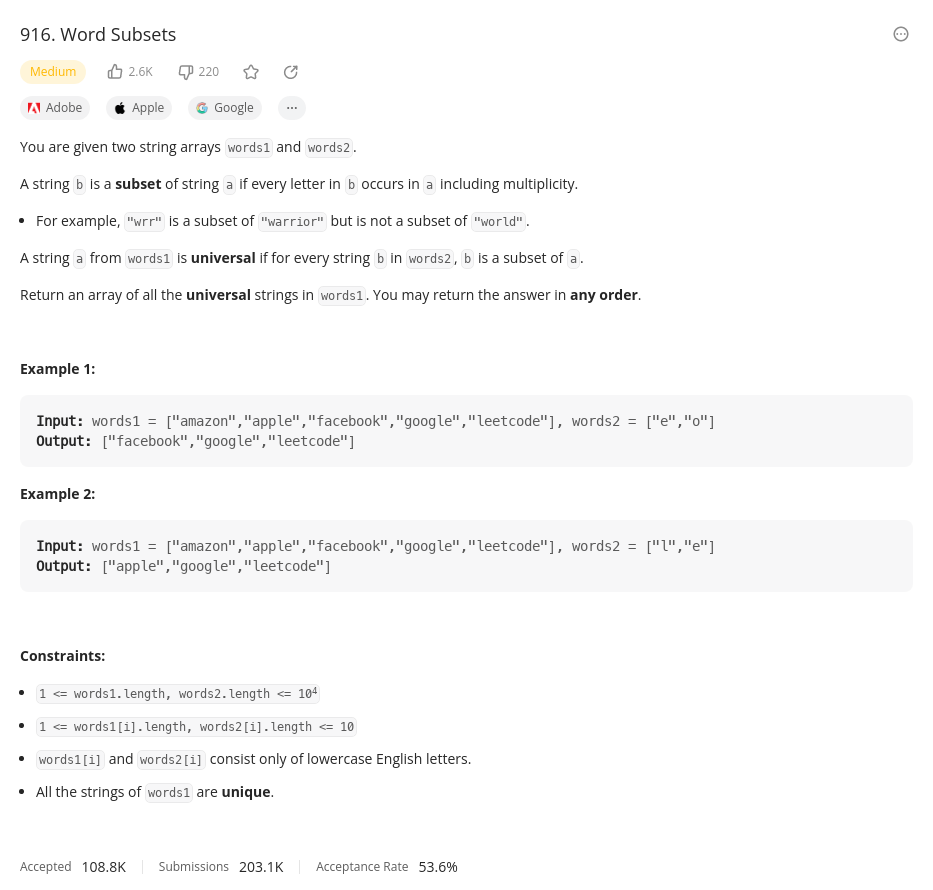 916. Word Subsets
Medium 2.6K 220
Adobe Apple Google ...
You are given two string arrays words1 and words2.
A string b is a subset of string a if every letter in b occurs in a including multiplicity.
• For example, "wrr" is a subset of "warrior" but is not a subset of "world".
A string a from words1 is universal if for every string b in words2, b is a subset of a.
Return an array of all the universal strings in words1. You may return the answer in any order.
Example 1:
Input: words1 = ["amazon","apple","facebook","google","leetcode"], words2 = ["e","o"]
Output: ["facebook","google","leetcode"]
Example 2:
Input: words1 = ["amazon","apple","facebook","google","leetcode"], words2 = ["l","e"]
Output: ["apple","google","leetcode"]
Constraints:
• 1 <= words1.length, words2.length <= 10⁴
• 1 <= words1[i].length, words2[i].length <= 10
• words1[i] and words2[i] consist only of lowercase English letters.
• All the strings of words1 are unique.
Accepted 108.8K Submissions 203.1K Acceptance Rate 53.6%